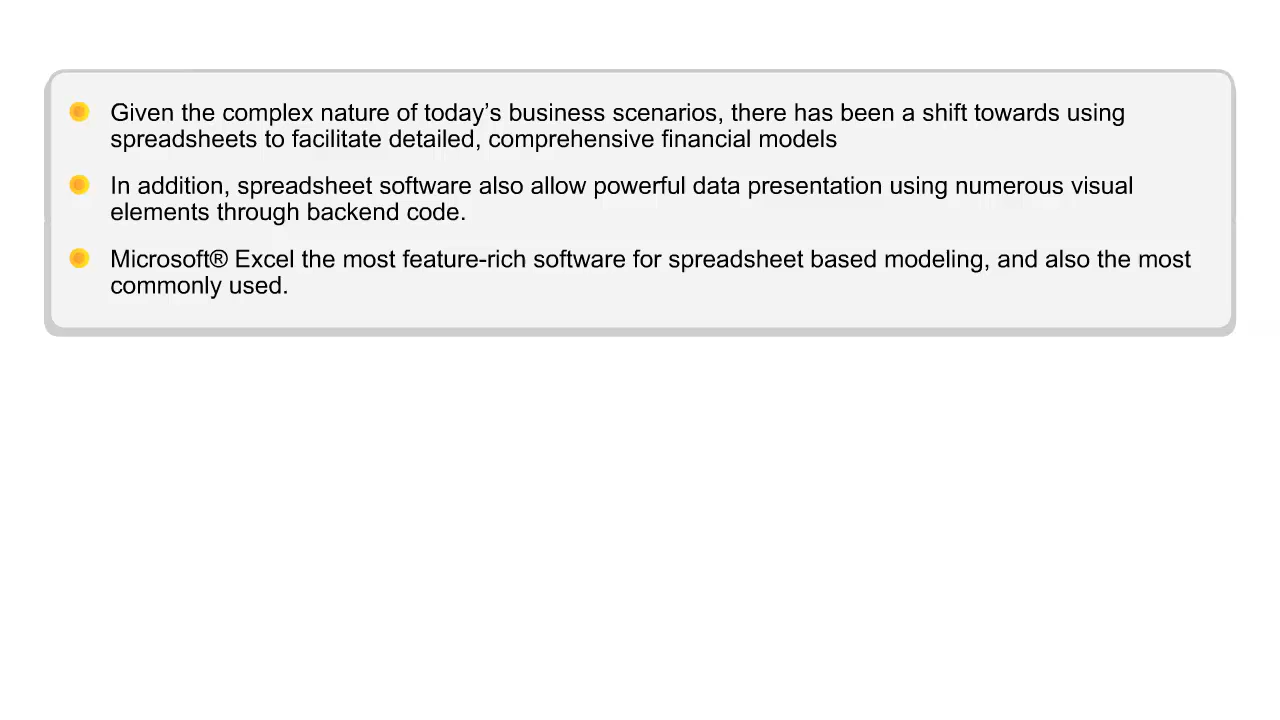 Given the complex nature of today’s business scenarios, there has been a shift towards using
spreadsheets to facilitate detailed, comprehensive financial models
In addition, spreadsheet software also allow powerful data presentation using numerous visual
elements through backend code.
Microsoft® Excel the most feature-rich software for spreadsheet based modeling, and also the most
commonly used.